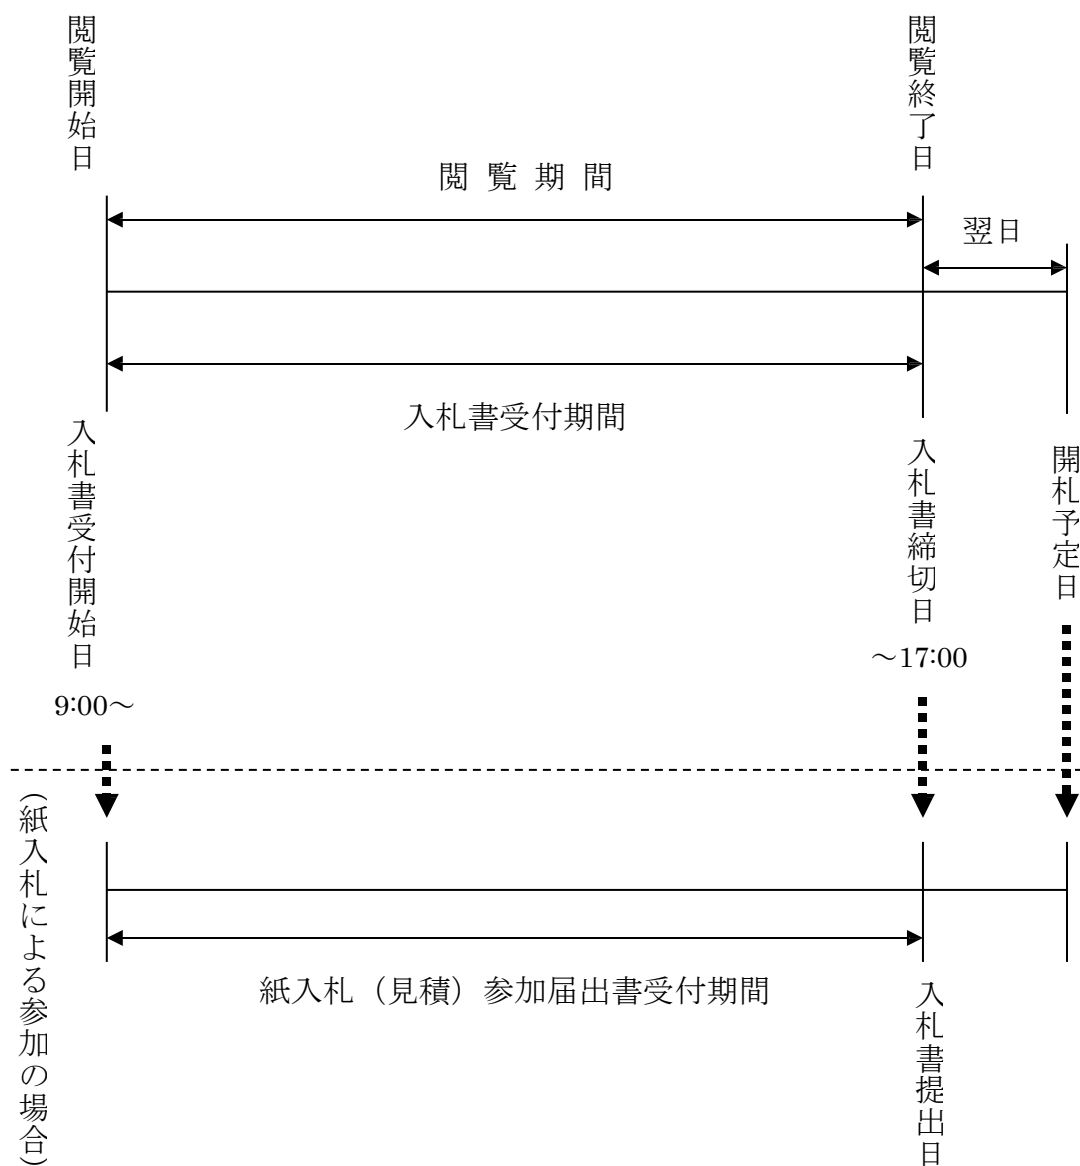 閲覧開始日
閲覧終了日
閲覧期間
翌日
入札書受付期間
入札書受付開始日
9:00～
入札書締切日
～17:00
開札予定日
(紙入札による参加の場合)
紙入札（見積）参加届出書受付期間
入札書提出日